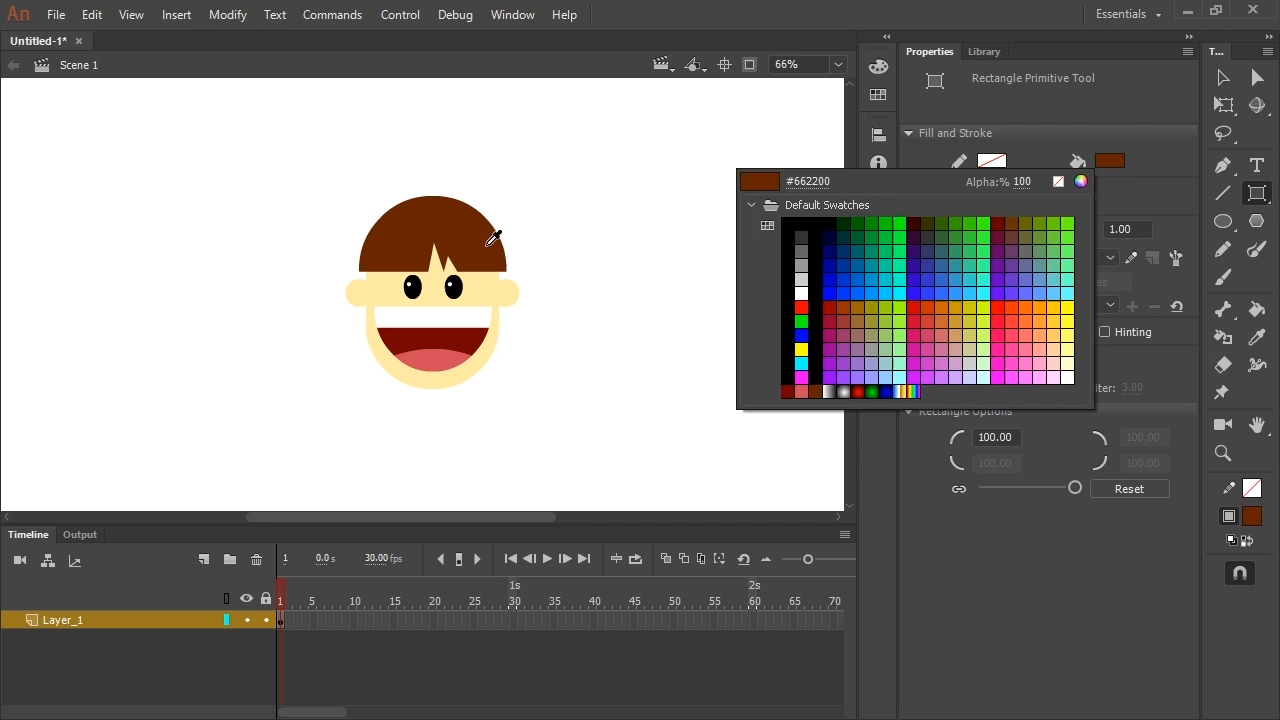 An File Edit View Insert Modify Text Commands Control Debug Window Help Essentials
Untitled-1*
Scene 1 66%
Properties Library T...
Rectangle Primitive Tool
Fill and Stroke
#662200 Alpha:% 100
Default Swatches
1.00
Hinting
3.00
Rectangle Options
100.00 100.00
100.00 100.00
Reset
Timeline Output
1 0.0 s 30.00 fps
1s 2s
1 5 10 15 20 25 30 35 40 45 50 55 60 65 70
Layer_1